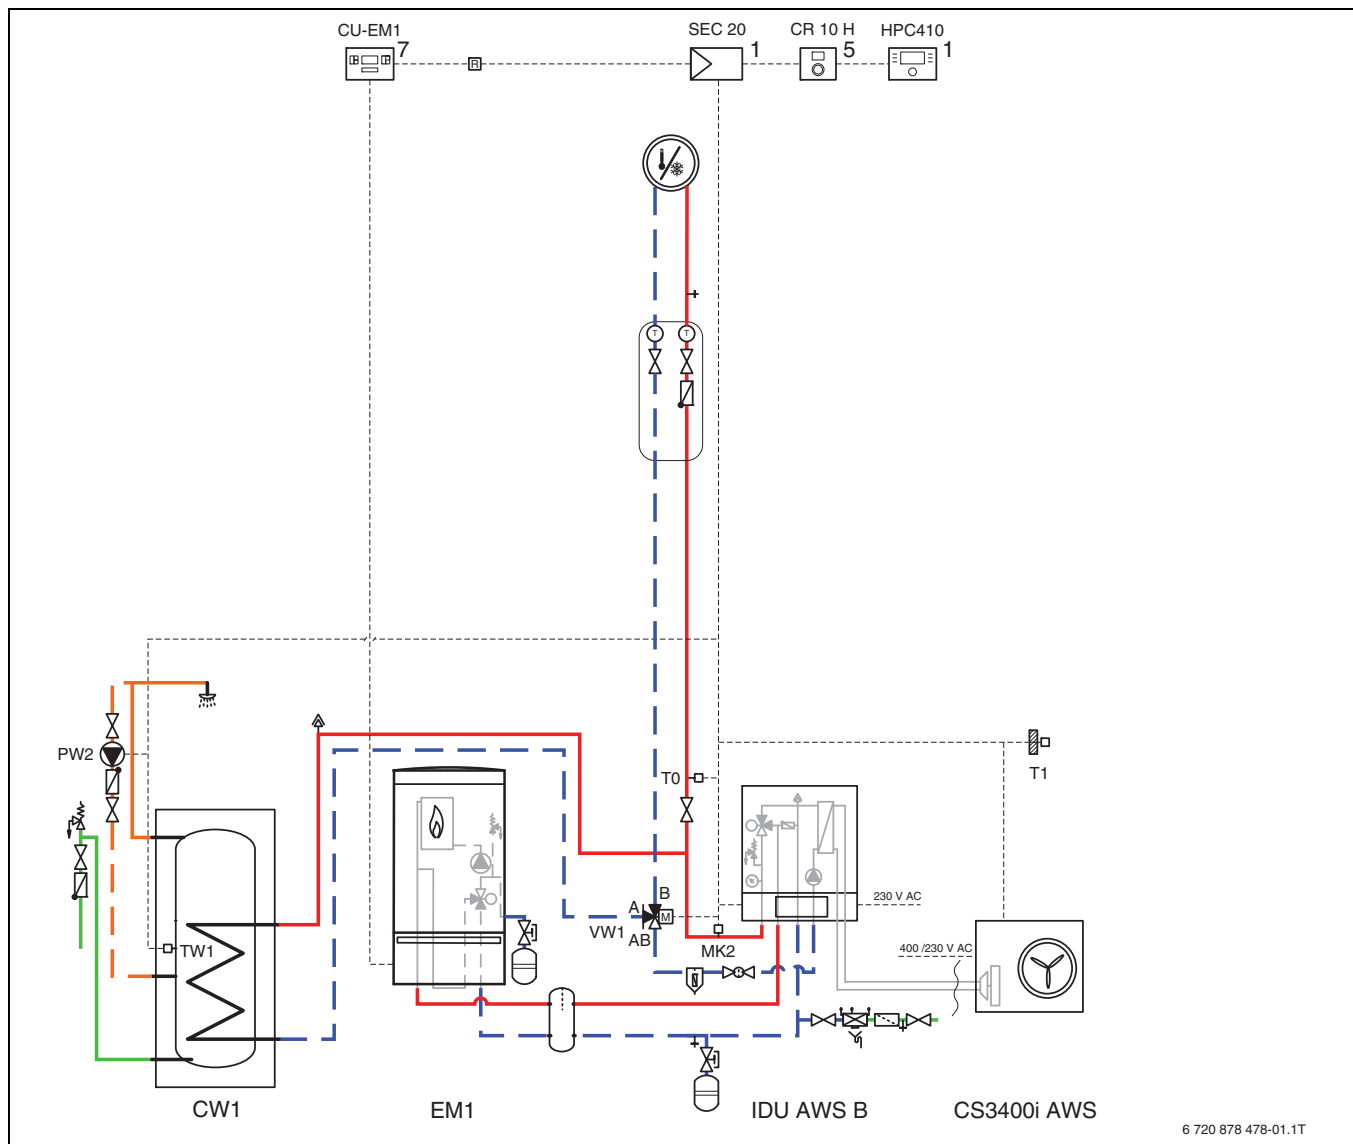 CU-EM1
7
R
SEC 20
1
CR 10 H
5
HPC410
1
T
T
PW2
T0
T1
A
B
M
VW1
AB
MK2
TW1
230 V AC
400 /230 V AC
CW1
EM1
IDU AWS B
CS3400i AWS
6 720 878 478-01.1T